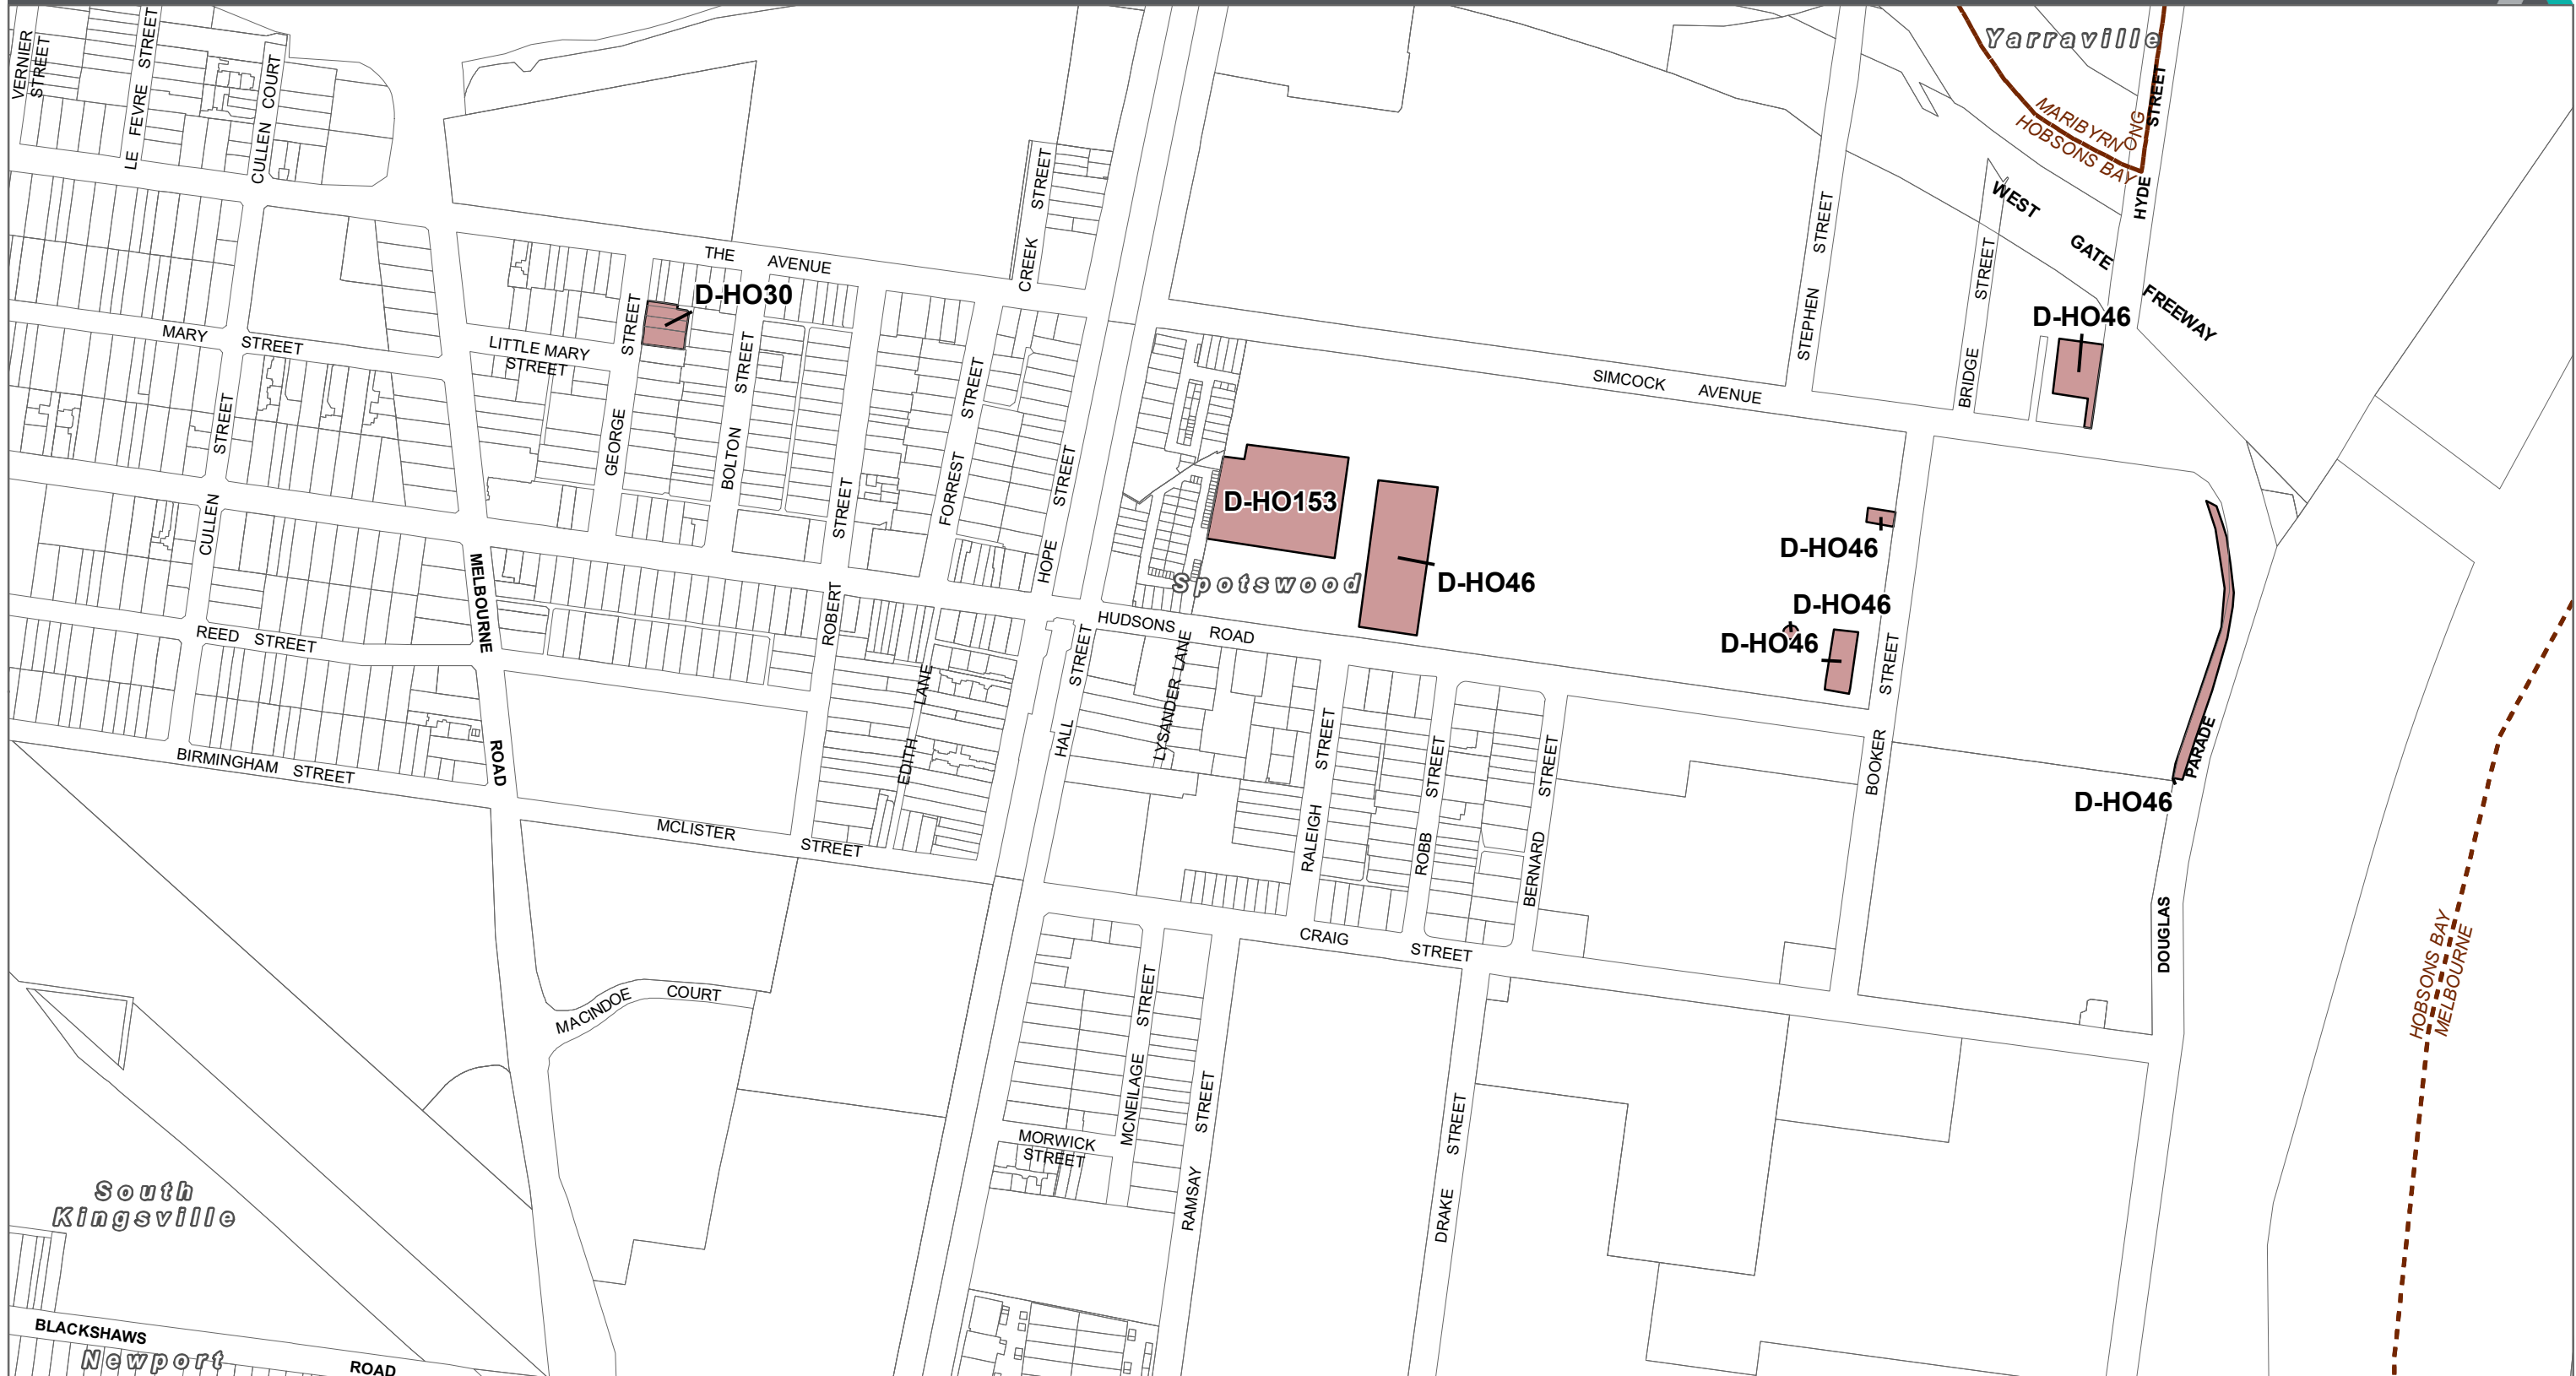 VERNIER
STREET
LE FEVRE STREET
CULLEN COURT
Yarraville
HYDE STREET
MARIBYRNONG
HOBSONS BAY
WEST GATE FREEWAY
CREEK STREET
THE AVENUE
D-HO30
STEPHEN STREET
BRIDGE STREET
D-HO46
MARY STREET
LITTLE MARY
STREET
GEORGE STREET
BOLTON STREET
SIMCOCK AVENUE
CULLEN STREET
ROBERT STREET
FORREST STREET
HOPE STREET
D-HO153
D-HO46
Spotswood
D-HO46
D-HO46
D-HO46
MELBOURNE ROAD
REED STREET
HUDSONS ROAD
EDITH LANE
HALL STREET
LYSANDER LANE
RALEIGH STREET
ROBB STREET
BERNARD STREET
BOOKER STREET
DOUGLAS PARADE
D-HO46
BIRMINGHAM STREET
MCLISTER STREET
CRAIG STREET
MACINDOE COURT
MCNEILAGE STREET
HOBSONS BAY
MELBOURNE
MORWICK
STREET
RAMSAY STREET
DRAKE STREET
South
Kingsville
BLACKSHAWS ROAD
Newport